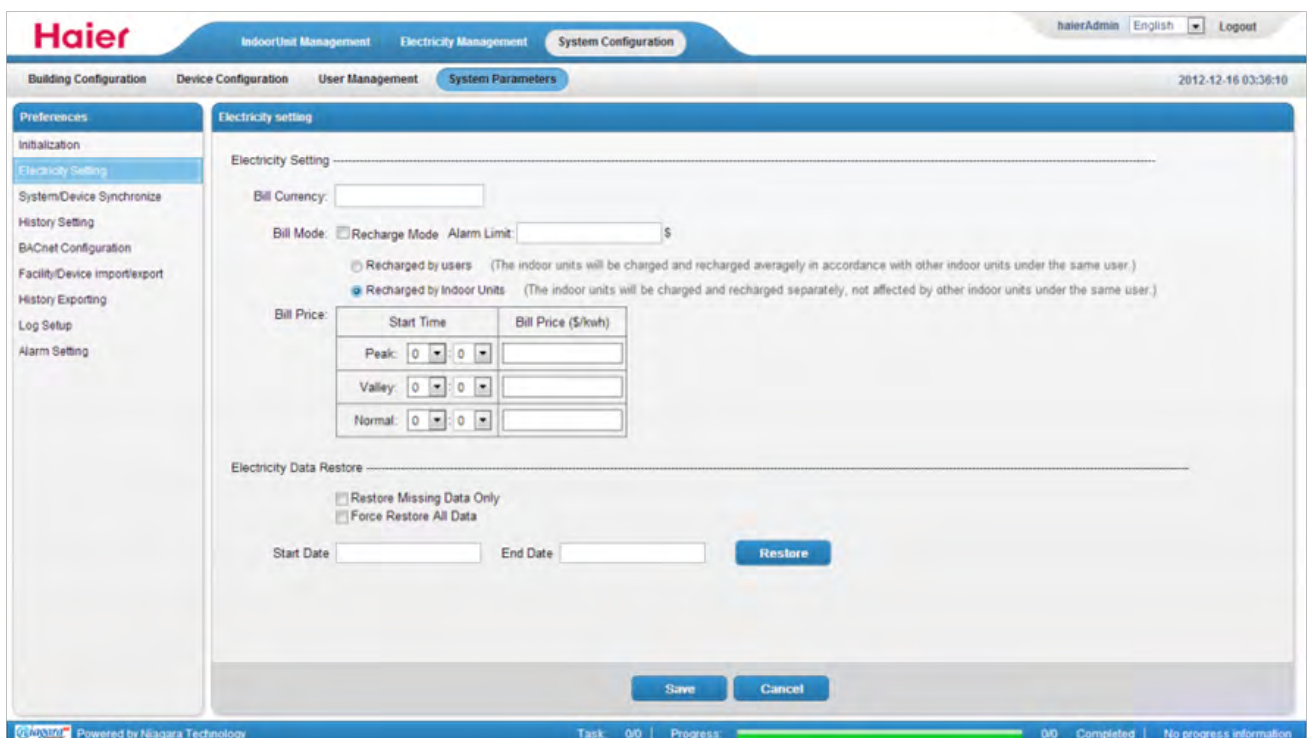 Haier
IndoorUnit Management Electricity Management System Configuration
haierAdmin English Logout
Building Configuration Device Configuration User Management System Parameters 2012-12-16 03:36:10
Preferences
Initialization
Electricity Setting
System/Device Synchronize
History Setting
BACnet Configuration
Facility/Device import/export
History Exporting
Log Setup
Alarm Setting
Electricity setting
Electricity Setting
Bill Currency:
Bill Mode: Recharge Mode Alarm Limit: $
Recharged by users (The indoor units will be charged and recharged averagely in accordance with other indoor units under the same user.)
Recharged by Indoor Units (The indoor units will be charged and recharged separately, not affected by other indoor units under the same user.)
Bill Price: Start Time Bill Price ($/kwh)
Peak: 0 : 0
Valley: 0 : 0
Normal: 0 : 0
Electricity Data Restore
Restore Missing Data Only
Force Restore All Data
Start Date End Date Restore
Save Cancel
Niagara Powered by Niagara Technology Task: 0/0 | Progress: 0/0 Completed | No progress information